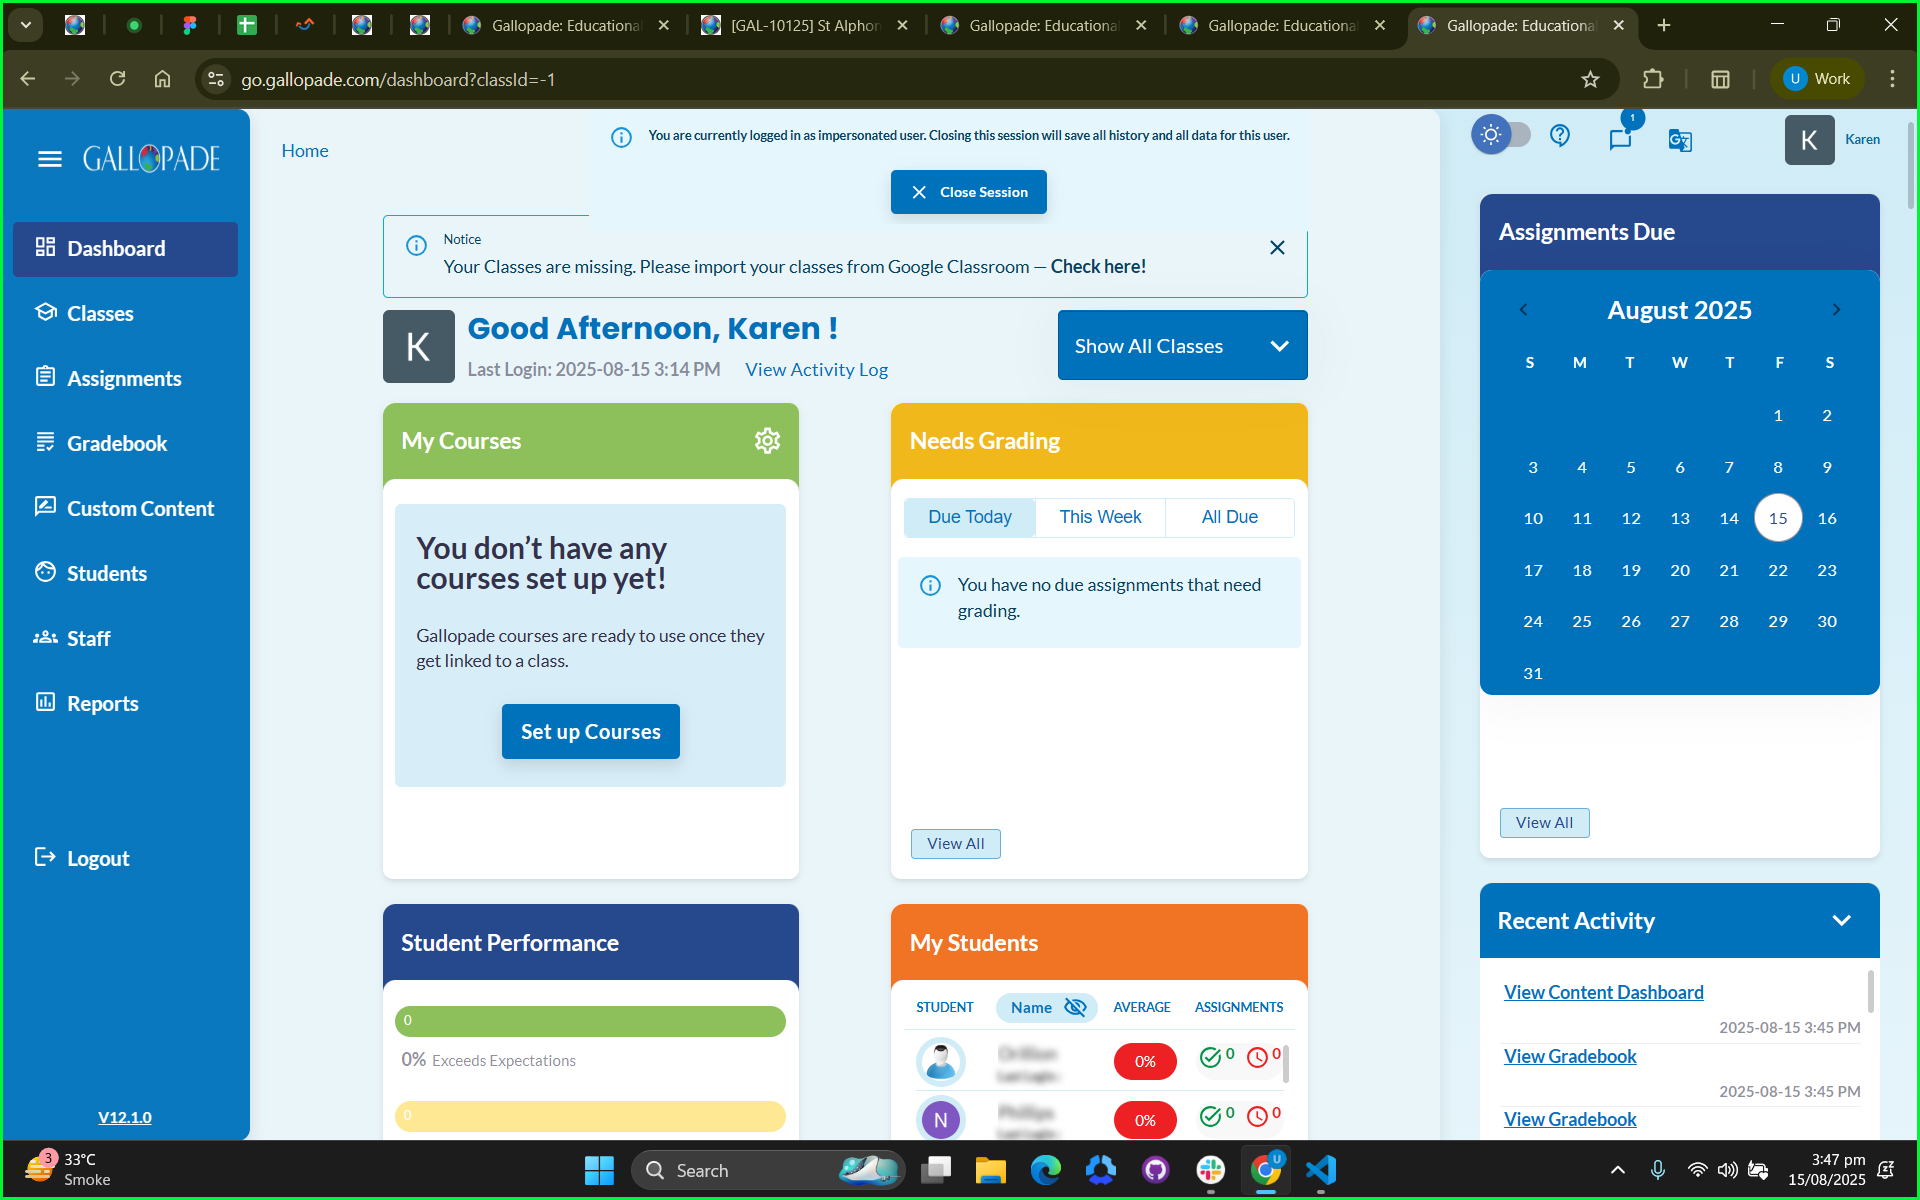 Gallopade: Educational
[GAL-10125] St Alphon
Gallopade: Educational
Gallopade: Educational
Gallopade: Educational
go.gallopade.com/dashboard?classId=-1
U Work
GALLOPADE
Home
You are currently logged in as impersonated user. Closing this session will save all history and all data for this user.
Close Session
1
K Karen
Notice
Your Classes are missing. Please import your classes from Google Classroom — Check here!
Dashboard
Classes
Assignments
Gradebook
Custom Content
Students
Staff
Reports
Logout
V12.1.0
K
Good Afternoon, Karen !
Last Login: 2025-08-15 3:14 PM View Activity Log
Show All Classes
My Courses
You don’t have any
courses set up yet!
Gallopade courses are ready to use once they
get linked to a class.
Set up Courses
Needs Grading
Due Today This Week All Due
You have no due assignments that need
grading.
View All
Student Performance
0
0% Exceeds Expectations
0
My Students
STUDENT Name AVERAGE ASSIGNMENTS
0% 0 0
N 0% 0 0
Assignments Due
August 2025
S M T W T F S
1 2
3 4 5 6 7 8 9
10 11 12 13 14 15 16
17 18 19 20 21 22 23
24 25 26 27 28 29 30
31
View All
Recent Activity
View Content Dashboard
2025-08-15 3:45 PM
View Gradebook
2025-08-15 3:45 PM
View Gradebook
3
33°C
Smoke
Search
U
3:47 pm
15/08/2025